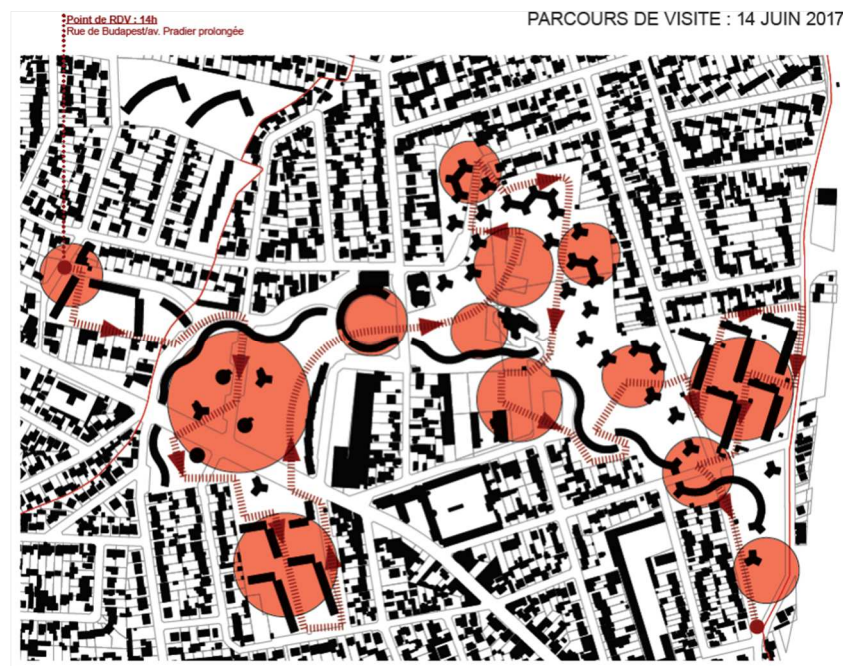 Point de RDV : 14h
Rue de Budapest/av. Pradier prolongée
PARCOURS DE VISITE : 14 JUIN 2017